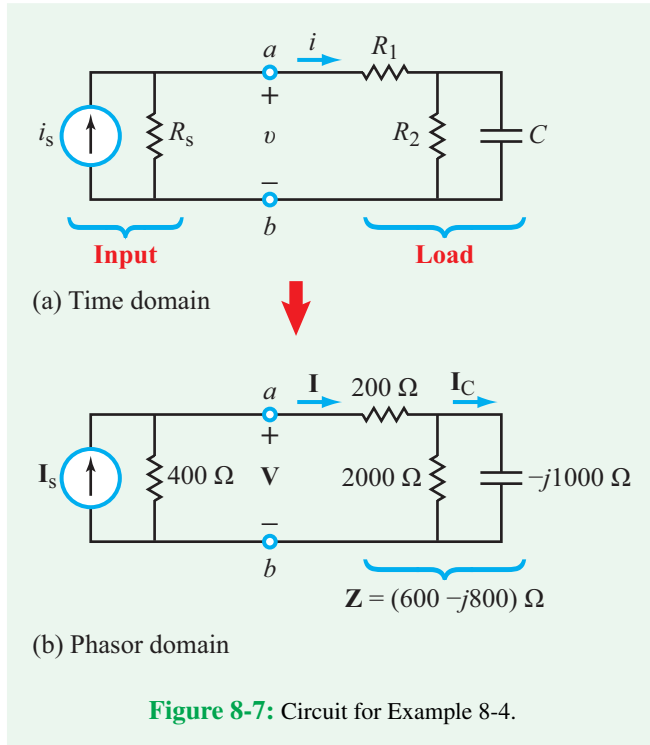 a i R₁
+
iₛ Rₛ v R₂ C
−
b
Input Load
(a) Time domain
a I 200 Ω I_C
+
Iₛ 400 Ω V 2000 Ω −j1000 Ω
−
b
Z = (600 −j800) Ω
(b) Phasor domain
Figure 8-7: Circuit for Example 8-4.